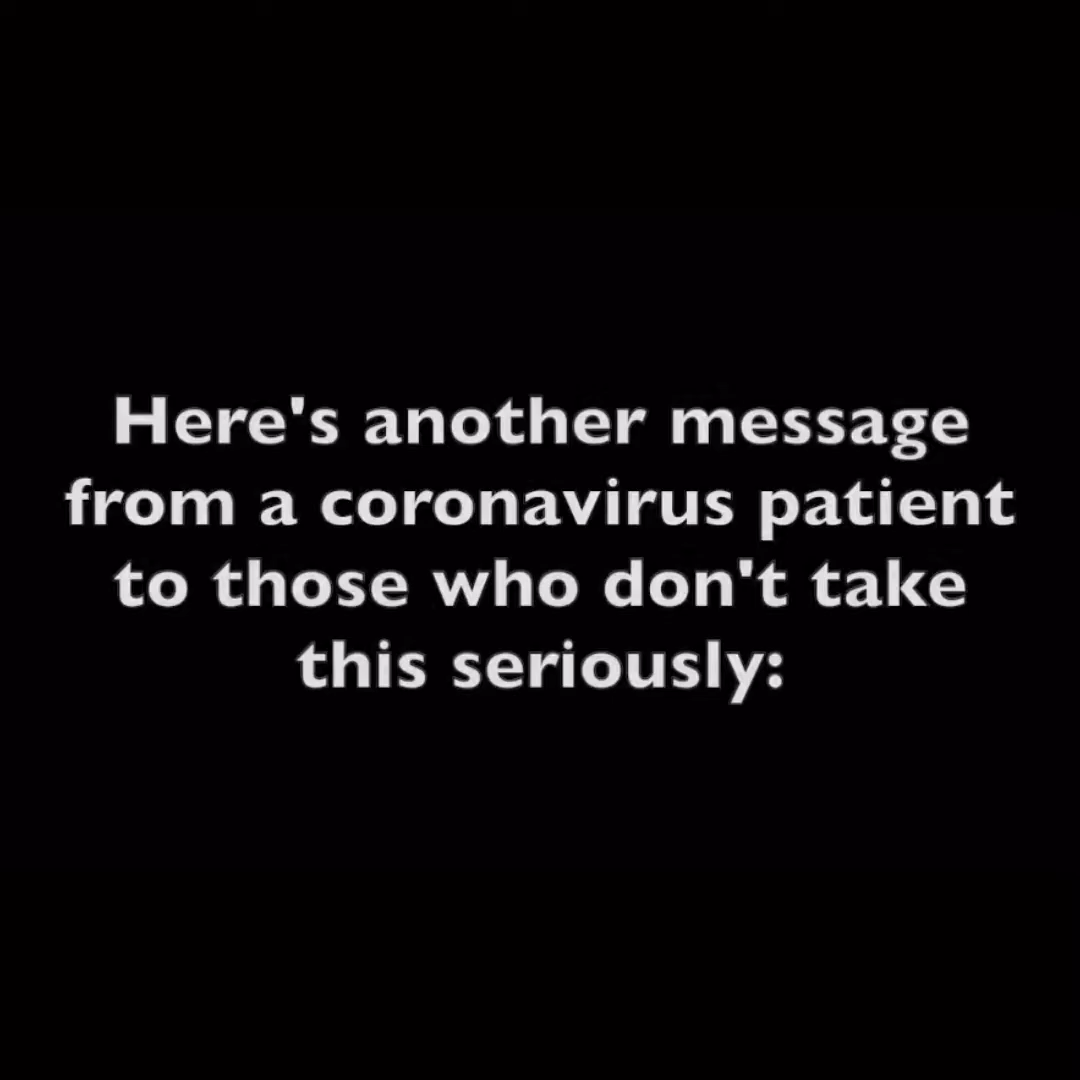 Here's another message
from a coronavirus patient
to those who don't take
this seriously: